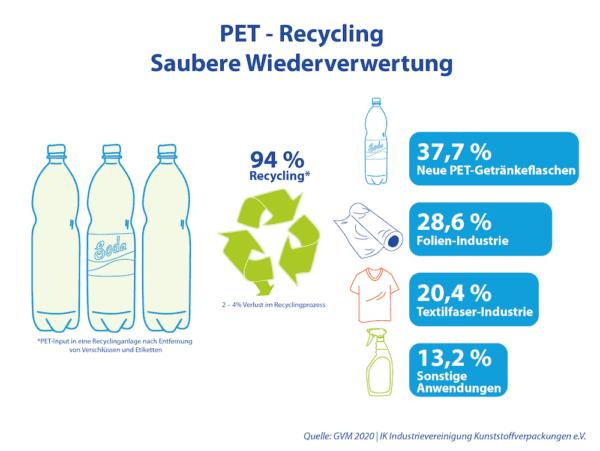 PET - Recycling
Saubere Wiederverwertung
94 %
Recycling*
Soda
2 – 4% Verlust im Recyclingprozess
*PET-Input in eine Recyclinganlage nach Entfernung
von Verschlüssen und Etiketten
Soda
37,7 %
Neue PET-Getränkeflaschen
28,6 %
Folien-Industrie
20,4 %
Textilfaser-Industrie
13,2 %
Sonstige
Anwendungen
Quelle: GVM 2020 | IK Industrievereinigung Kunststoffverpackungen e.V.